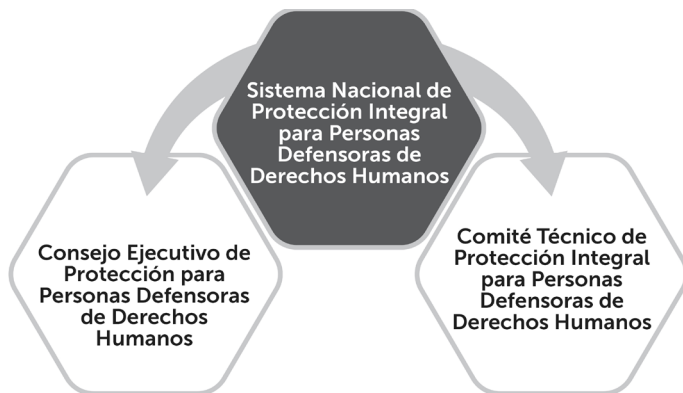 Sistema Nacional de
Protección Integral
para Personas
Defensoras de
Derechos Humanos
Consejo Ejecutivo de
Protección para
Personas Defensoras
de Derechos
Humanos
Comité Técnico de
Protección Integral
para Personas
Defensoras de
Derechos Humanos